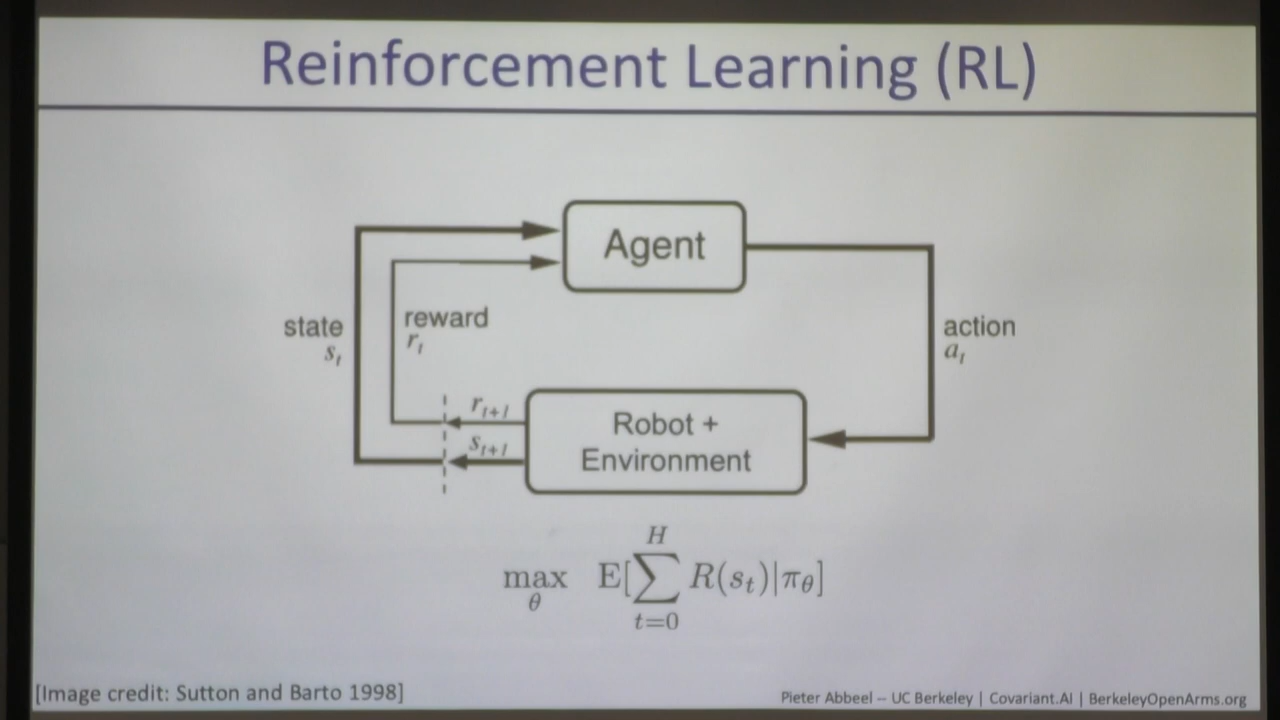 Reinforcement Learning (RL)
Agent
state
s_t
reward
r_t
action
a_t
r_{t+1}
s_{t+1}
Robot +
Environment
max_θ E[∑_{t=0}^{H} R(s_t)|π_θ]
[Image credit: Sutton and Barto 1998]
Pieter Abbeel – UC Berkeley | Covariant.AI | BerkeleyOpenArms.org